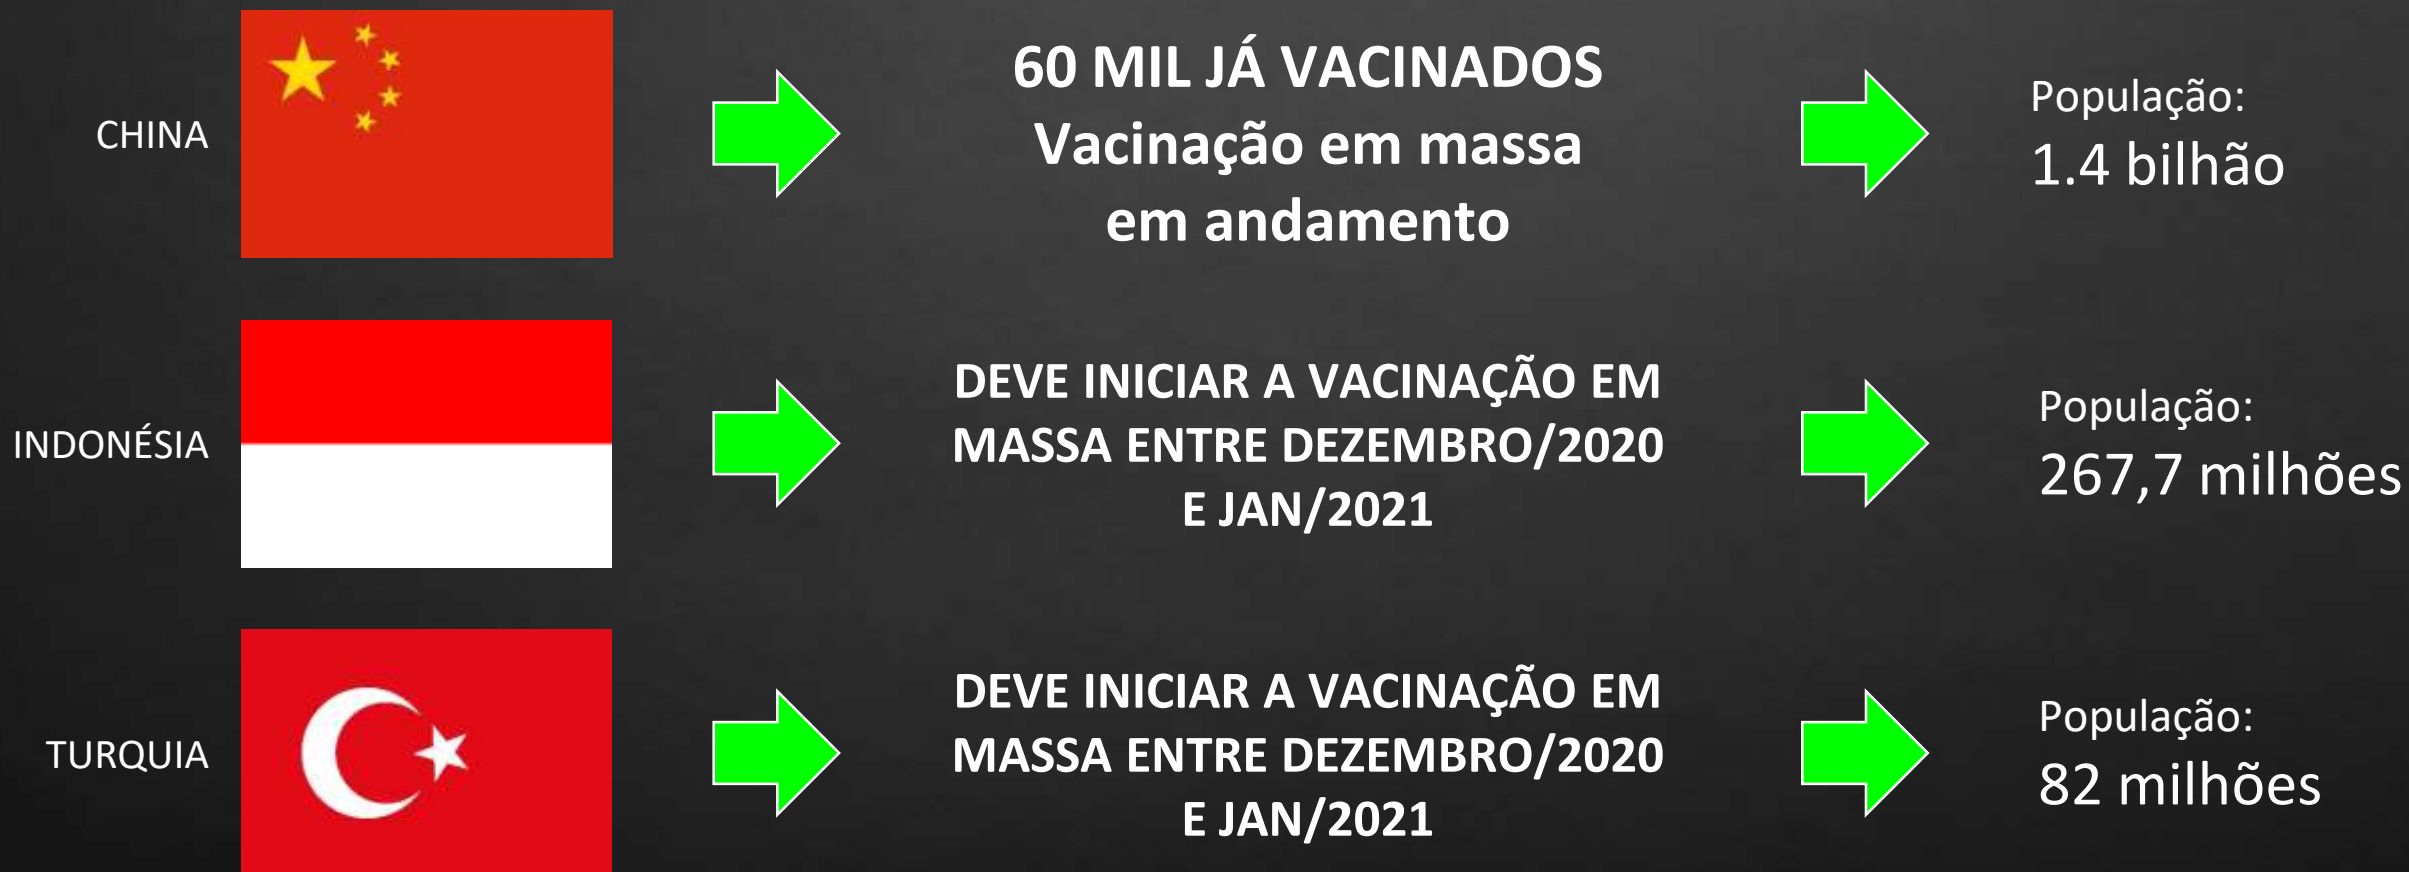 CHINA
60 MIL JÁ VACINADOS
Vacinação em massa
em andamento
População:
1.4 bilhão
INDONÉSIA
DEVE INICIAR A VACINAÇÃO EM
MASSA ENTRE DEZEMBRO/2020
E JAN/2021
População:
267,7 milhões
TURQUIA
DEVE INICIAR A VACINAÇÃO EM
MASSA ENTRE DEZEMBRO/2020
E JAN/2021
População:
82 milhões